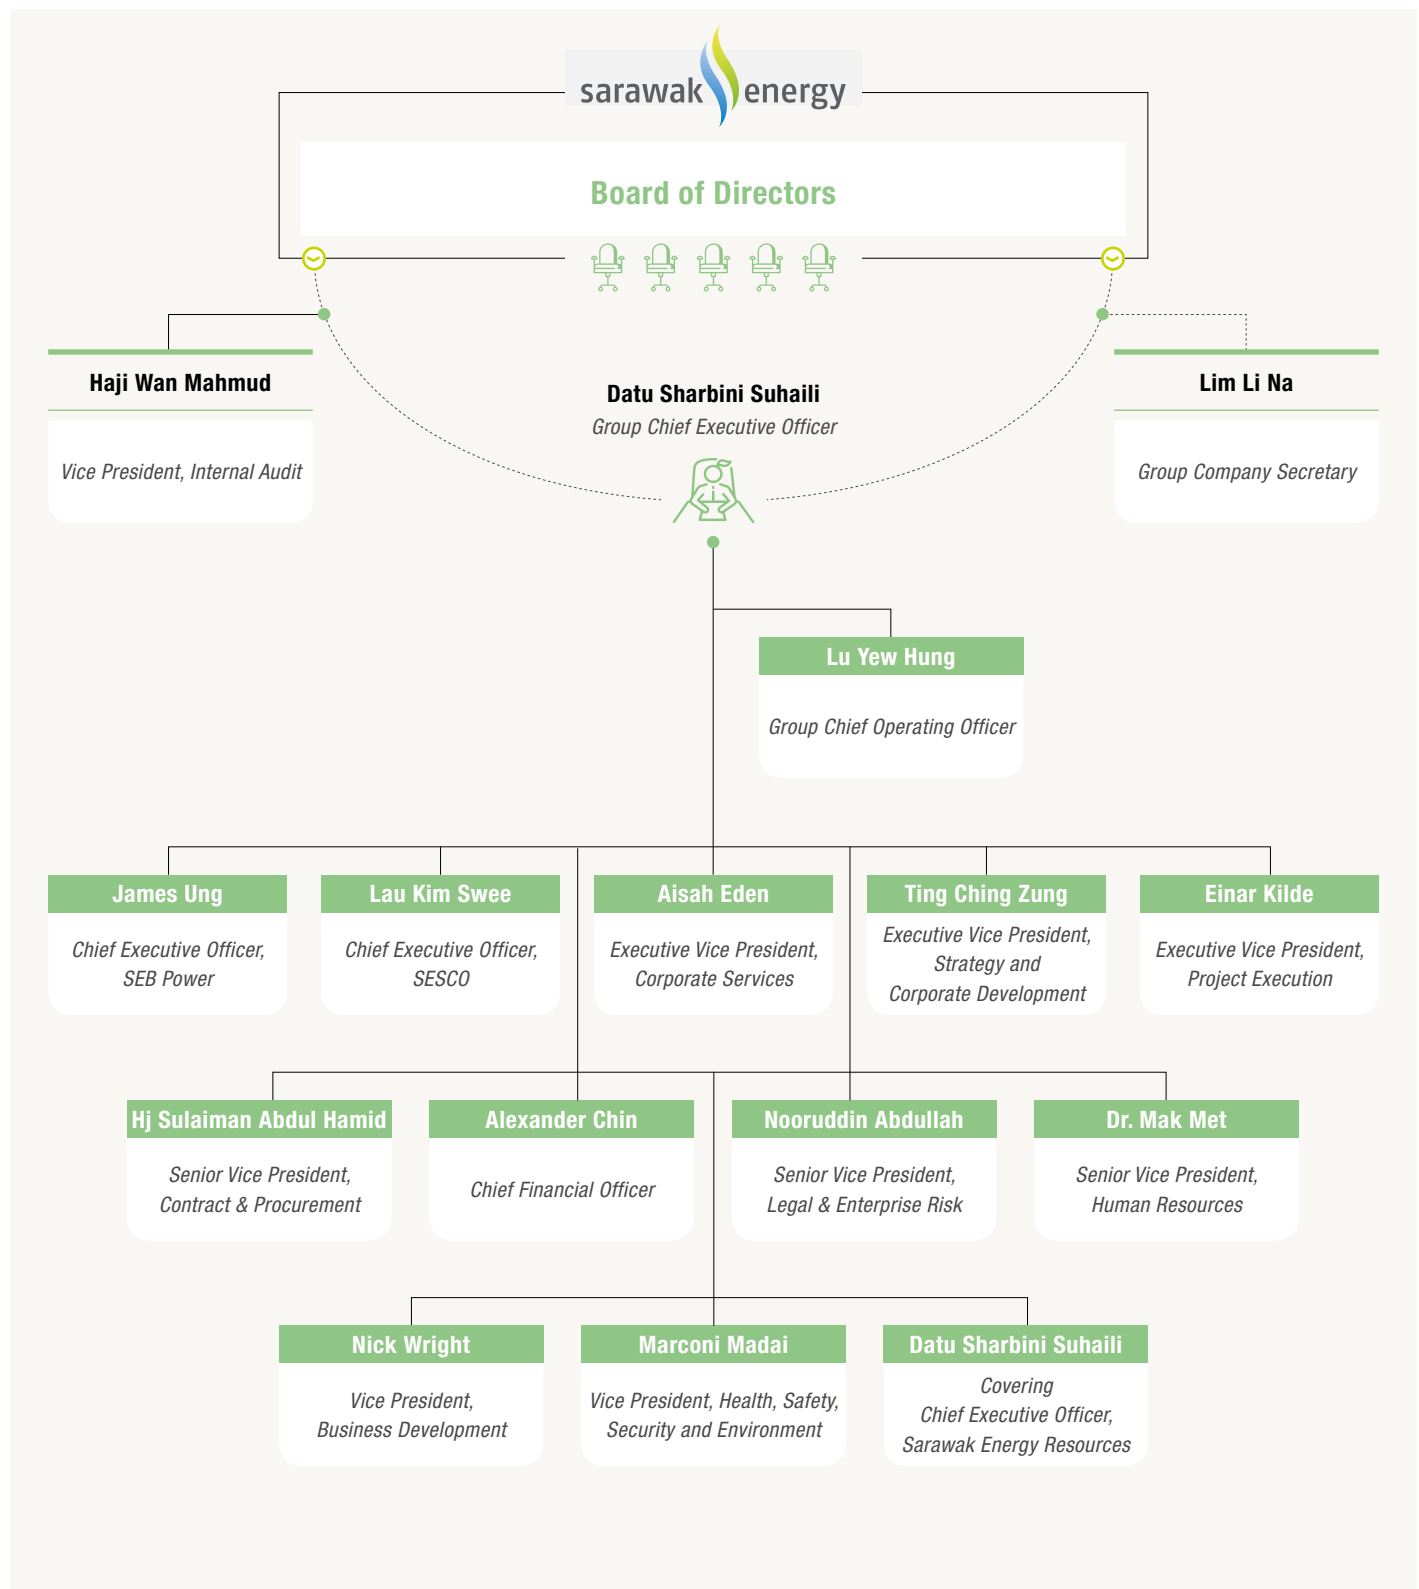 sarawak energy
Board of Directors
Haji Wan Mahmud
Vice President, Internal Audit
Datu Sharbini Suhaili
Group Chief Executive Officer
Lim Li Na
Group Company Secretary
Lu Yew Hung
Group Chief Operating Officer
James Ung
Chief Executive Officer,
SEB Power
Lau Kim Swee
Chief Executive Officer,
SESCO
Aisah Eden
Executive Vice President,
Corporate Services
Ting Ching Zung
Executive Vice President,
Strategy and
Corporate Development
Einar Kilde
Executive Vice President,
Project Execution
Hj Sulaiman Abdul Hamid
Senior Vice President,
Contract & Procurement
Alexander Chin
Chief Financial Officer
Nooruddin Abdullah
Senior Vice President,
Legal & Enterprise Risk
Dr. Mak Met
Senior Vice President,
Human Resources
Nick Wright
Vice President,
Business Development
Marconi Madai
Vice President, Health, Safety,
Security and Environment
Datu Sharbini Suhaili
Covering
Chief Executive Officer,
Sarawak Energy Resources